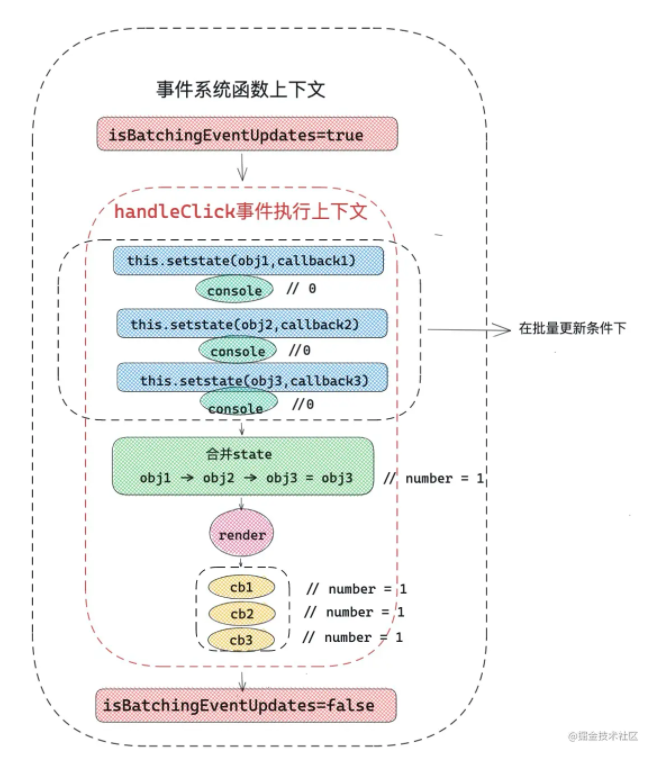 事件系统函数上下文
isBatchingEventUpdates=true
handleClick事件执行上下文
this.setstate(obj1,callback1)
console // 0
this.setstate(obj2,callback2)
在批量更新条件下
console //0
this.setstate(obj3,callback3)
console //0
合并state
obj1 → obj2 → obj3 = obj3 // number = 1
render
cb1 // number = 1
cb2 // number = 1
cb3 // number = 1
isBatchingEventUpdates=false
@掘金技术社区